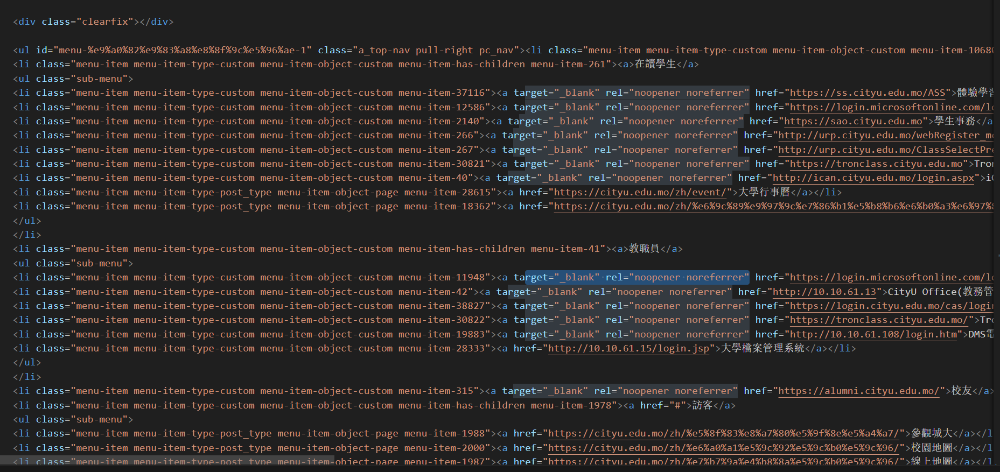 <div class="clearfix"></div>
<ul id="menu-%e9%a0%82%e9%83%a8%e8%8f%9c%e5%96%ae-1" class="a_top-nav pull-right pc_nav"><li class="menu-item menu-item-type-custom menu-item-object-custom menu-item-1068
<li class="menu-item menu-item-type-custom menu-item-object-custom menu-item-has-children menu-item-261"><a>在讀學生</a>
<ul class="sub-menu">
<li class="menu-item menu-item-type-custom menu-item-object-custom menu-item-37116"><a target="_blank" rel="noopener noreferrer" href="https://ss.cityu.edu.mo/ASS">體驗學習
<li class="menu-item menu-item-type-custom menu-item-object-custom menu-item-12586"><a target="_blank" rel="noopener noreferrer" href="https://login.microsoftonline.com/lo
<li class="menu-item menu-item-type-custom menu-item-object-custom menu-item-2140"><a target="_blank" rel="noopener noreferrer" href="https://sao.cityu.edu.mo">學生事務</a
<li class="menu-item menu-item-type-custom menu-item-object-custom menu-item-266"><a target="_blank" rel="noopener noreferrer" href="http://urp.cityu.edu.mo/webRegister_mo
<li class="menu-item menu-item-type-custom menu-item-object-custom menu-item-267"><a target="_blank" rel="noopener noreferrer" href="http://urp.cityu.edu.mo/ClassSelectPre
<li class="menu-item menu-item-type-custom menu-item-object-custom menu-item-30821"><a target="_blank" rel="noopener noreferrer" href="https://tronclass.cityu.edu.mo">Tron
<li class="menu-item menu-item-type-custom menu-item-object-custom menu-item-40"><a target="_blank" rel="noopener noreferrer" href="http://ican.cityu.edu.mo/login.aspx">iC
<li class="menu-item menu-item-type-post_type menu-item-object-page menu-item-28615"><a href="https://cityu.edu.mo/zh/event/">大學行事曆</a></li>
<li class="menu-item menu-item-type-post_type menu-item-object-page menu-item-18362"><a href="https://cityu.edu.mo/zh/%e6%9c%89%e9%97%9c%e7%86%b1%e5%b8%b6%e6%b0%a3%e6%97%8
</ul>
</li>
<li class="menu-item menu-item-type-custom menu-item-object-custom menu-item-has-children menu-item-41"><a>教職員</a>
<ul class="sub-menu">
<li class="menu-item menu-item-type-custom menu-item-object-custom menu-item-11948"><a target="_blank" rel="noopener noreferrer" href="https://login.microsoftonline.com/lo
<li class="menu-item menu-item-type-custom menu-item-object-custom menu-item-42"><a target="_blank" rel="noopener noreferrer" href="http://10.10.61.13">CityU Office(教務管
<li class="menu-item menu-item-type-custom menu-item-object-custom menu-item-38827"><a target="_blank" rel="noopener noreferrer" href="https://login.cityu.edu.mo/cas/login
<li class="menu-item menu-item-type-custom menu-item-object-custom menu-item-30822"><a target="_blank" rel="noopener noreferrer" href="https://tronclass.cityu.edu.mo/">Tro
<li class="menu-item menu-item-type-custom menu-item-object-custom menu-item-19883"><a target="_blank" rel="noopener noreferrer" href="http://10.10.61.108/login.htm">DMS電
<li class="menu-item menu-item-type-custom menu-item-object-custom menu-item-28333"><a href="http://10.10.61.15/login.jsp">大學檔案管理系統</a></li>
</ul>
</li>
<li class="menu-item menu-item-type-custom menu-item-object-custom menu-item-315"><a target="_blank" rel="noopener noreferrer" href="https://alumni.cityu.edu.mo/">校友</a>
<li class="menu-item menu-item-type-custom menu-item-object-custom menu-item-has-children menu-item-1978"><a href="#">訪客</a>
<ul class="sub-menu">
<li class="menu-item menu-item-type-post_type menu-item-object-page menu-item-1988"><a href="https://cityu.edu.mo/zh/%e5%8f%83%e8%a7%80%e5%9f%8e%e5%a4%a7/">參觀城大</a></l
<li class="menu-item menu-item-type-post_type menu-item-object-page menu-item-2000"><a href="https://cityu.edu.mo/zh/%e6%a0%a1%e5%9c%92%e5%9c%b0%e5%9c%96/">校園地圖</a></l
<li class="menu-item menu-item-type-post_type menu-item-object-page menu-item-1987"><a href="https://cityu.edu.mo/zh/%e7%b7%9a%e4%b8%8a%e5%9c%b0%e5%9c%96/">線上地圖</a></l